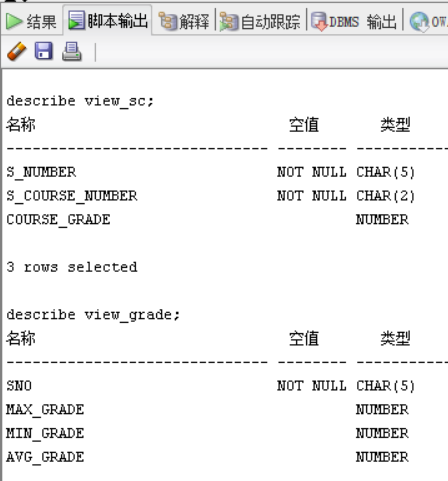 结果 脚本输出 解释 自动跟踪 DBMS 输出 OW
describe view_sc;
名称 空值 类型
------------------------------ -------- -----------
S_NUMBER NOT NULL CHAR(5)
S_COURSE_NUMBER NOT NULL CHAR(2)
COURSE_GRADE NUMBER
3 rows selected
describe view_grade;
名称 空值 类型
------------------------------ -------- -----------
SNO NOT NULL CHAR(5)
MAX_GRADE NUMBER
MIN_GRADE NUMBER
AVG_GRADE NUMBER